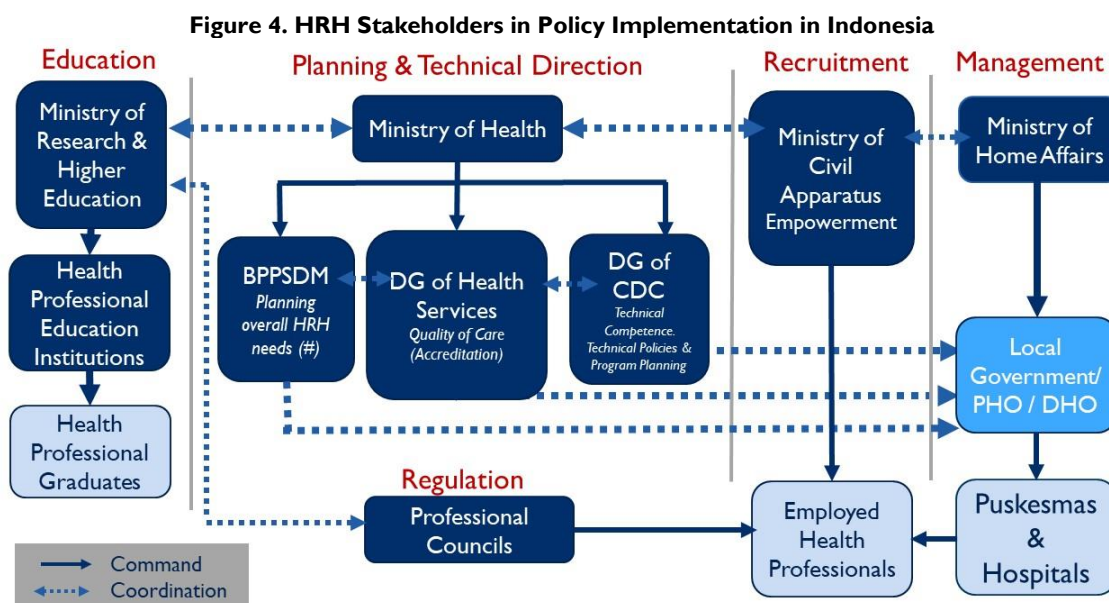 Figure 4. HRH Stakeholders in Policy Implementation in Indonesia
Education
Planning & Technical Direction
Recruitment
Management
Ministry of
Research &
Higher
Education
Ministry of Health
Ministry of
Civil
Apparatus
Empowerment
Ministry of
Home Affairs
BPPSDM
Planning
overall HRH
needs (#)
DG of Health
Services
Quality of Care
(Accreditation)
DG of
CDC
Technical
Competence.
Technical Policies &
Program Planning
Health
Professional
Education
Institutions
Local
Government/
PHO / DHO
Health
Professional
Graduates
Regulation
Professional
Councils
Employed
Health
Professionals
Puskesmas
&
Hospitals
Command
Coordination